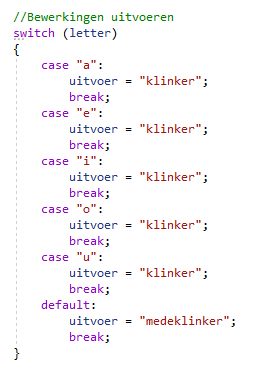 //Bewerkingen uitvoeren
switch (letter)
{
    case "a":
        uitvoer = "klinker";
        break;
    case "e":
        uitvoer = "klinker";
        break;
    case "i":
        uitvoer = "klinker";
        break;
    case "o":
        uitvoer = "klinker";
        break;
    case "u":
        uitvoer = "klinker";
        break;
    default:
        uitvoer = "medeklinker";
        break;
}